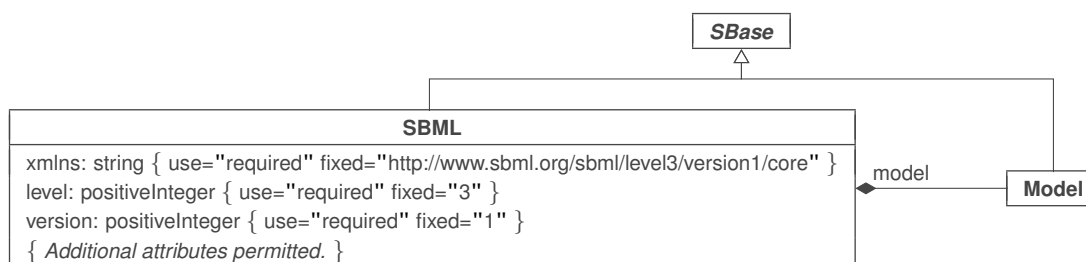 SBase
SBML
xmlns: string { use="required" fixed="http://www.sbml.org/sbml/level3/version1/core" }
level: positiveInteger { use="required" fixed="3" }
version: positiveInteger { use="required" fixed="1" }
{ Additional attributes permitted. }
model
Model